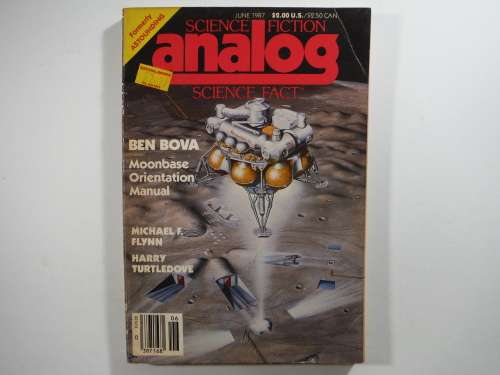 Formerly
ASTOUNDING
JUNE 1987 $2.00 U.S./$2.50 CAN.
SCIENCE FICTION
analog
SCIENCE FACT
BEN BOVA
Moonbase
Orientation
Manual
MICHAEL F.
FLYNN
HARRY
TURTLEDOVE
06